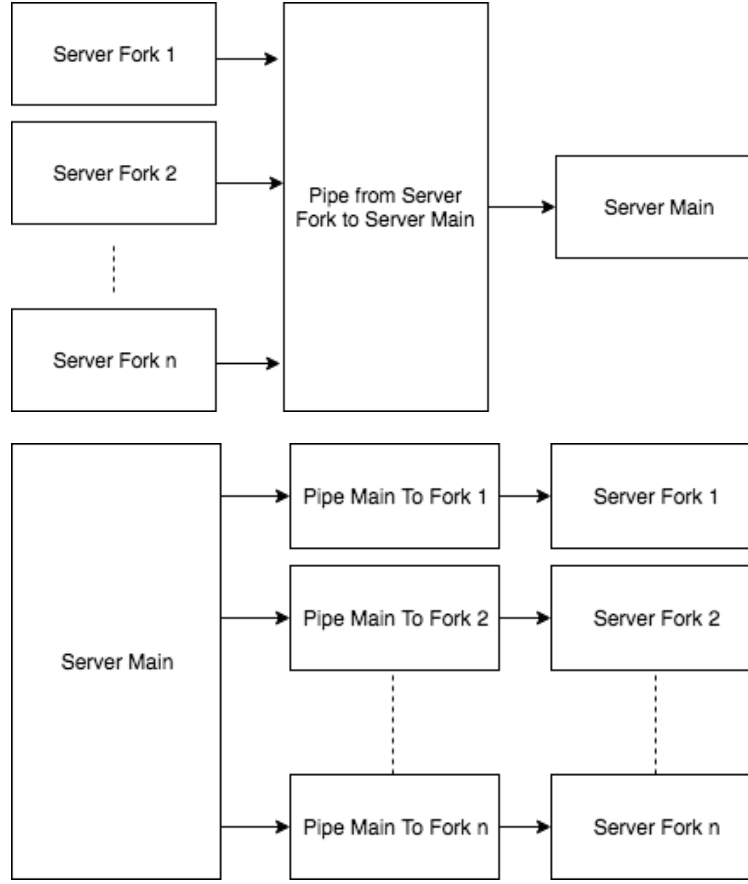 Server Fork 1
Server Fork 2
Server Fork n
Pipe from Server
Fork to Server Main
Server Main
Server Main
Pipe Main To Fork 1
Server Fork 1
Pipe Main To Fork 2
Server Fork 2
Pipe Main To Fork n
Server Fork n